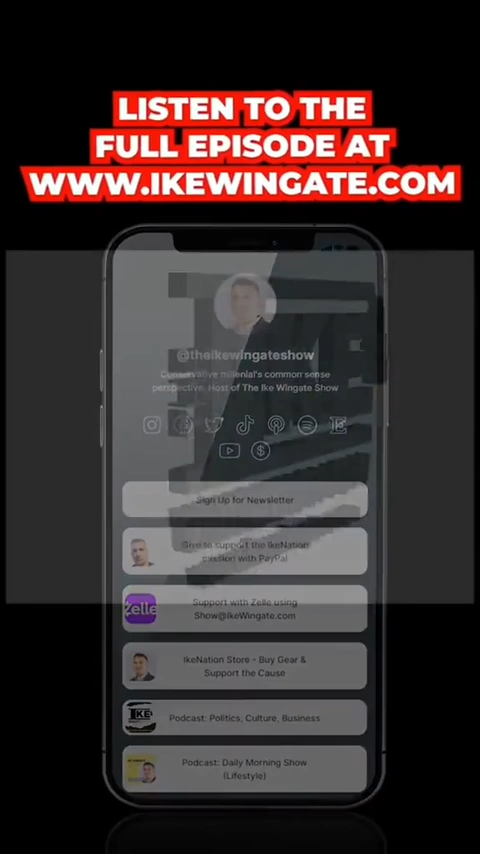 LISTEN TO THE
FULL EPISODE AT
WWW.IKEWINGATE.COM
@theikewingateshow
Conservative millenial's common sense
perspective. Host of The Ike Wingate Show
Sign Up for Newsletter
Give to support the IkeNation
mission with PayPal
Zelle
Support with Zelle using
Show@IkeWingate.com
IkeNation Store - Buy Gear &
Support the Cause
Podcast: Politics, Culture, Business
Podcast: Daily Morning Show
(Lifestyle)